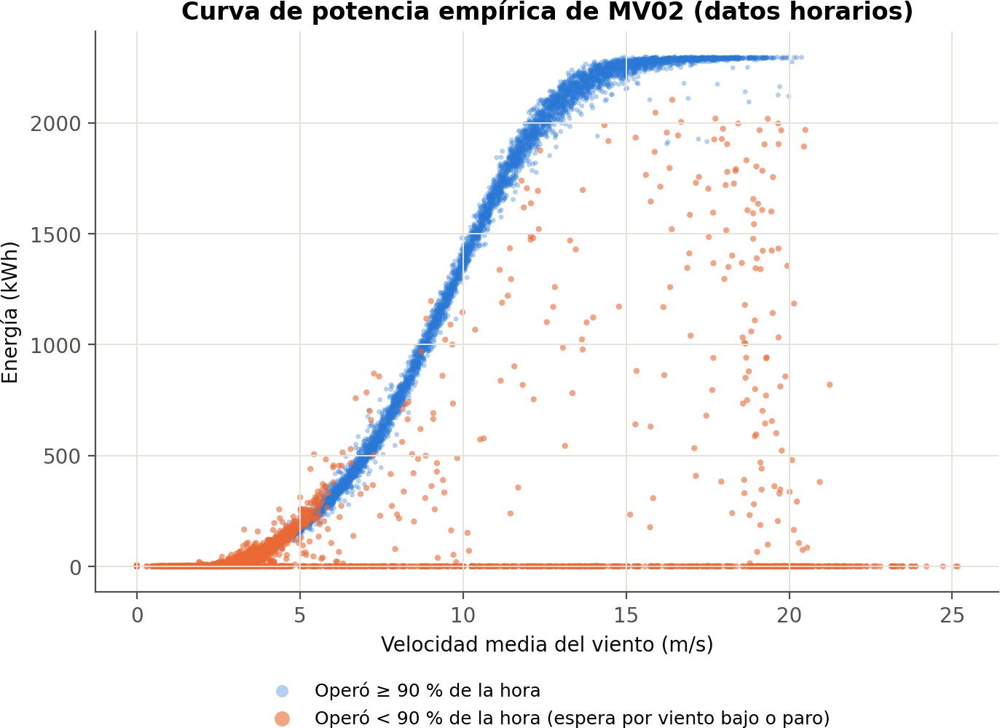 Curva de potencia empírica de MV02 (datos horarios)
Energía (kWh)
2000
1500
1000
500
0
0 5 10 15 20 25
Velocidad media del viento (m/s)
Operó ≥ 90 % de la hora
Operó < 90 % de la hora (espera por viento bajo o paro)